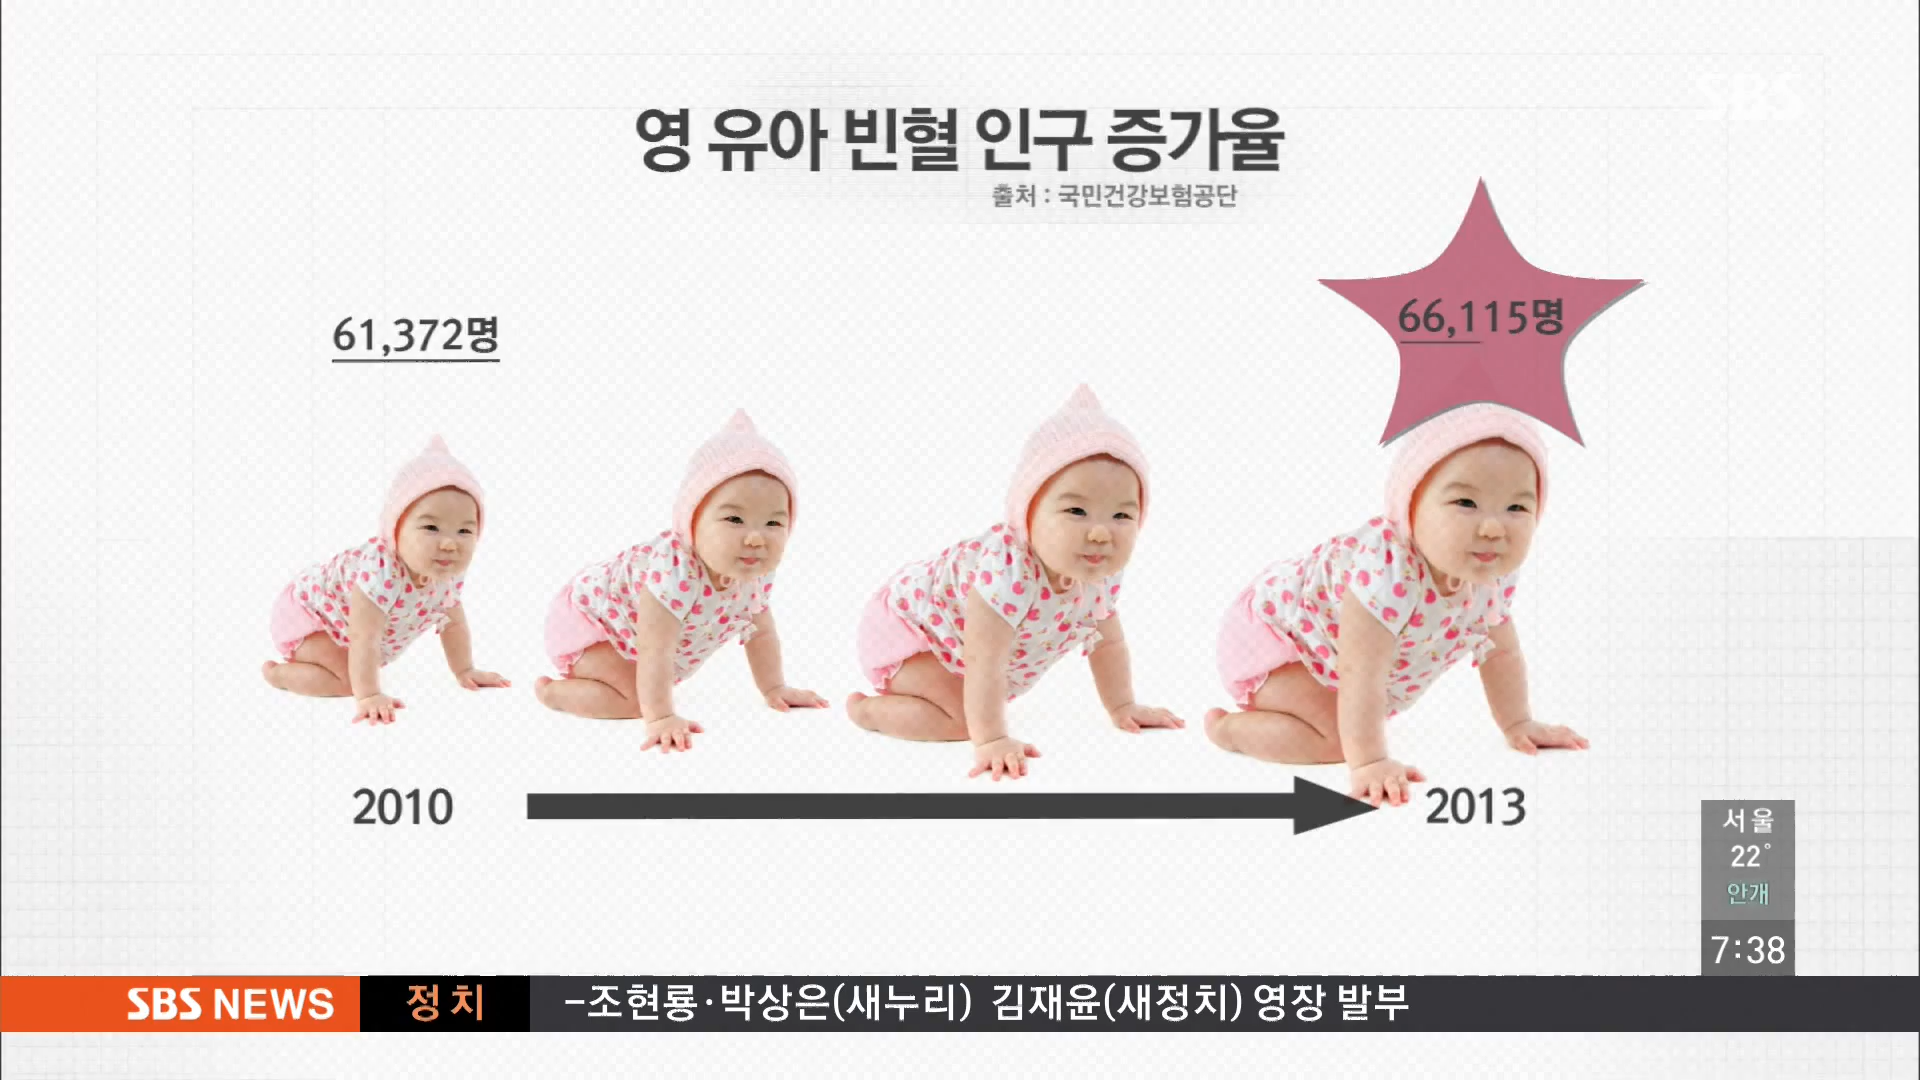 영 유아 빈혈 인구 증가율
SBS
출처 : 국민건강보험공단
61,372명
66,115명
2010
2013
서울
22°
안개
7:38
SBS NEWS
정치
-조현룡·박상은(새누리) 김재윤(새정치) 영장 발부